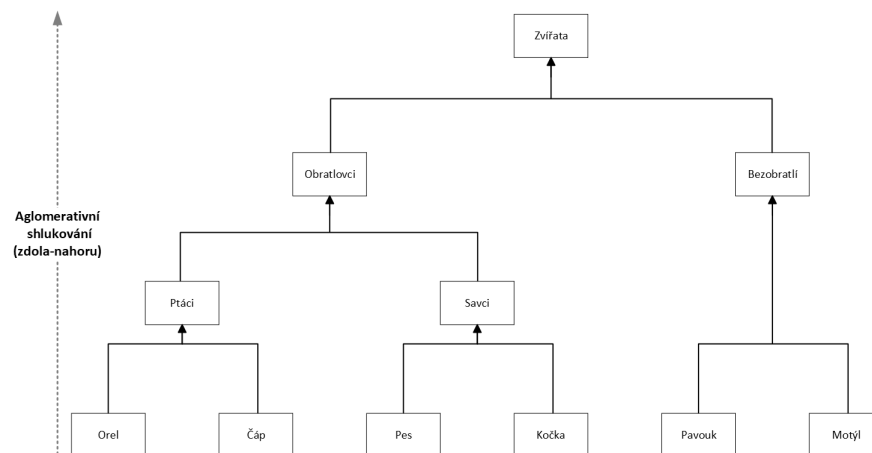 Zvířata
Obratlovci
Bezobratlí
Aglomerativní
shlukování
(zdola-nahoru)
Ptáci
Savci
Orel
Čáp
Pes
Kočka
Pavouk
Motýl